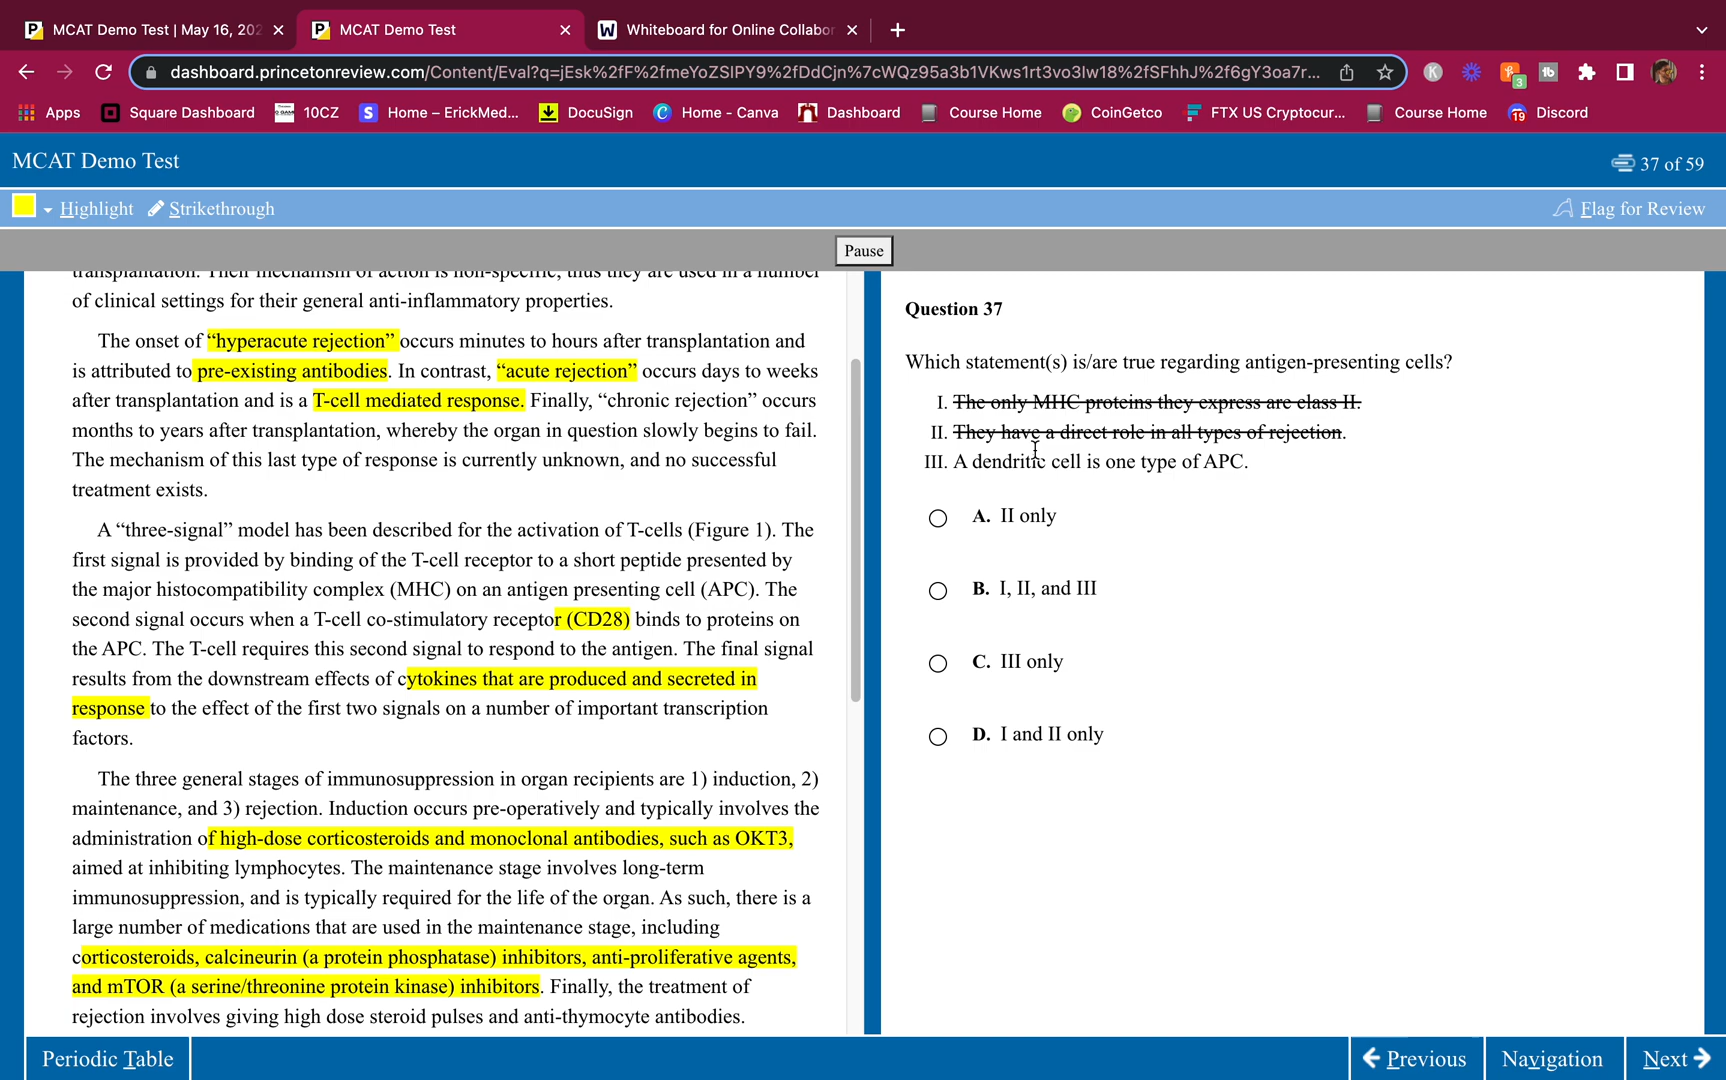 MCAT Demo Test | May 16, 202
MCAT Demo Test
Whiteboard for Online Collabor
dashboard.princetonreview.com/Content/Eval?q=jEsk%2fF%2fmeYoZSlPY9%2fDdCjn%7cWQz95a3b1VKws1rt3vo3lw18%2fSFhhJ%2f6gY3oa7r...
Apps
Square Dashboard
10CZ
Home – ErickMed...
DocuSign
Home - Canva
Dashboard
Course Home
CoinGetco
FTX US Cryptocur...
Course Home
Discord
MCAT Demo Test
37 of 59
Highlight
Strikethrough
Flag for Review
Pause
of clinical settings for their general anti-inflammatory properties.
The onset of “hyperacute rejection” occurs minutes to hours after transplantation and
is attributed to pre-existing antibodies. In contrast, “acute rejection” occurs days to weeks
after transplantation and is a T-cell mediated response. Finally, “chronic rejection” occurs
months to years after transplantation, whereby the organ in question slowly begins to fail.
The mechanism of this last type of response is currently unknown, and no successful
treatment exists.
A “three-signal” model has been described for the activation of T-cells (Figure 1). The
first signal is provided by binding of the T-cell receptor to a short peptide presented by
the major histocompatibility complex (MHC) on an antigen presenting cell (APC). The
second signal occurs when a T-cell co-stimulatory receptor (CD28) binds to proteins on
the APC. The T-cell requires this second signal to respond to the antigen. The final signal
results from the downstream effects of cytokines that are produced and secreted in
response to the effect of the first two signals on a number of important transcription
factors.
The three general stages of immunosuppression in organ recipients are 1) induction, 2)
maintenance, and 3) rejection. Induction occurs pre-operatively and typically involves the
administration of high-dose corticosteroids and monoclonal antibodies, such as OKT3,
aimed at inhibiting lymphocytes. The maintenance stage involves long-term
immunosuppression, and is typically required for the life of the organ. As such, there is a
large number of medications that are used in the maintenance stage, including
corticosteroids, calcineurin (a protein phosphatase) inhibitors, anti-proliferative agents,
and mTOR (a serine/threonine protein kinase) inhibitors. Finally, the treatment of
rejection involves giving high dose steroid pulses and anti-thymocyte antibodies.
Question 37
Which statement(s) is/are true regarding antigen-presenting cells?
I. The only MHC proteins they express are class II.
II. They have a direct role in all types of rejection.
III. A dendritic cell is one type of APC.
A. II only
B. I, II, and III
C. III only
D. I and II only
Periodic Table
Previous
Navigation
Next